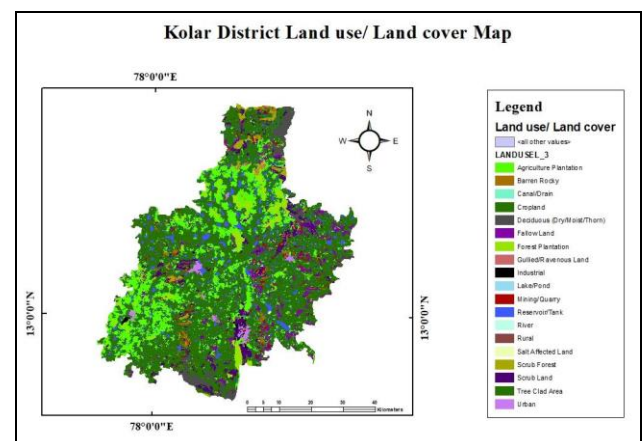 Kolar District Land use/ Land cover Map
78°0'0"E
N
W
E
S
13°0'0"N
13°0'0"N
78°0'0"E
Kilometers
Legend
Land use/ Land cover
<all other values>
LANDUSEL_3
Agriculture Plantation
Barren Rocky
Canal/Drain
Cropland
Deciduous (Dry/Moist/Thorn)
Fallow Land
Forest Plantation
Gullied/Ravenous Land
Industrial
Lake/Pond
Mining/Quarry
Reservoir/Tank
River
Rural
Salt Affected Land
Scrub Forest
Scrub Land
Tree Clad Area
Urban